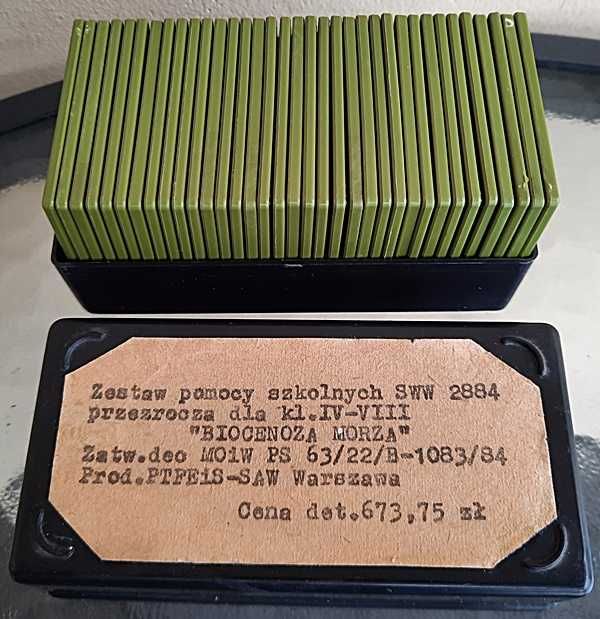 Zestaw pomocy szkolnych SWW 2884
przezrocza dla kl.IV-VIII
"BIOCENOZA MORZA"
Zatw.dec MOiW PS 63/22/B-1083/84
Prod.PTPEiS-SAW Warszawa
Cena det.673,75 zł